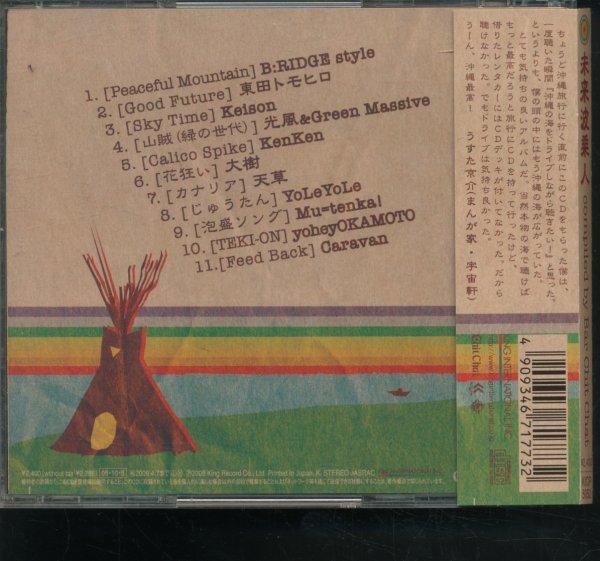 1. [Peaceful Mountain] B:RIDGE style
2. [Good Future] 東田トモヒロ
3. [Sky Time] Keison
4. [山賊(緑の世代)] 光風&Green Massive
5. [Calico Spike] KenKen
6. [花狂い] 大樹
7. [カナリア] 天草
8. [じゅうたん] YoLeYoLe
9. [泡盛ソング] Mu=tenka!
10. [TEKI-ON] yoheyOKAMOTO
11. [Feed Back] Caravan
ちょうど沖縄旅行に行く直前にこのCDをもらった僕は、
一度聴いた瞬間『沖縄の海をドライブしながら聴きたい!』と思った。
というよりも、僕の頭の中にはもう沖縄の海が広がっていた。
とても気持ちの良いアルバムだ。当然本物の海で聴けば
もっと最高だろうと旅行にCDを持って行ったけど、
借りたレンタカーにはCDデッキが付いてなかった。だから
聴けなかった。でもドライブは気持ち良かった。
うーん、沖縄最高! うすた京介(まんが家・宇宙軒)
KING INTERNATIONAL INC.
Chit Chat
4 909346 717732
未来波美人 compiled by Bar Chit Chat